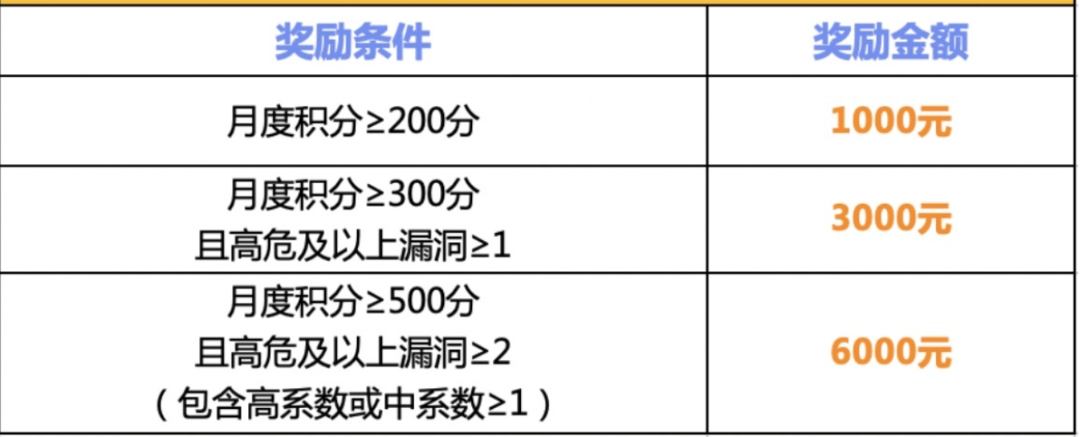 奖励条件
奖励金额
月度积分≥200分
1000元
月度积分≥300分
且高危及以上漏洞≥1
3000元
月度积分≥500分
且高危及以上漏洞≥2
（包含高系数或中系数≥1）
6000元